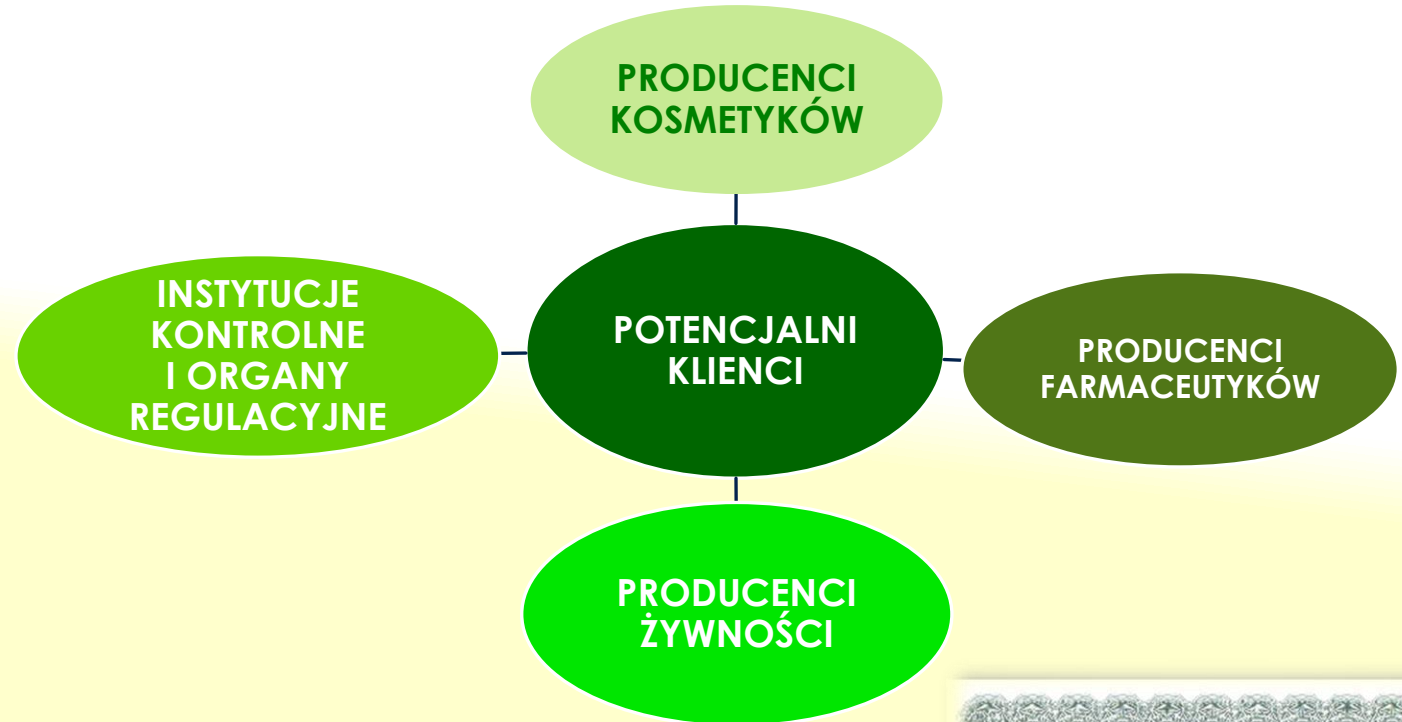 PRODUCENCI
KOSMETYKÓW
INSTYTUCJE
KONTROLNE
I ORGANY
REGULACYJNE
POTENCJALNI
KLIENCI
PRODUCENCI
FARMACEUTYKÓW
PRODUCENCI
ŻYWNOŚCI